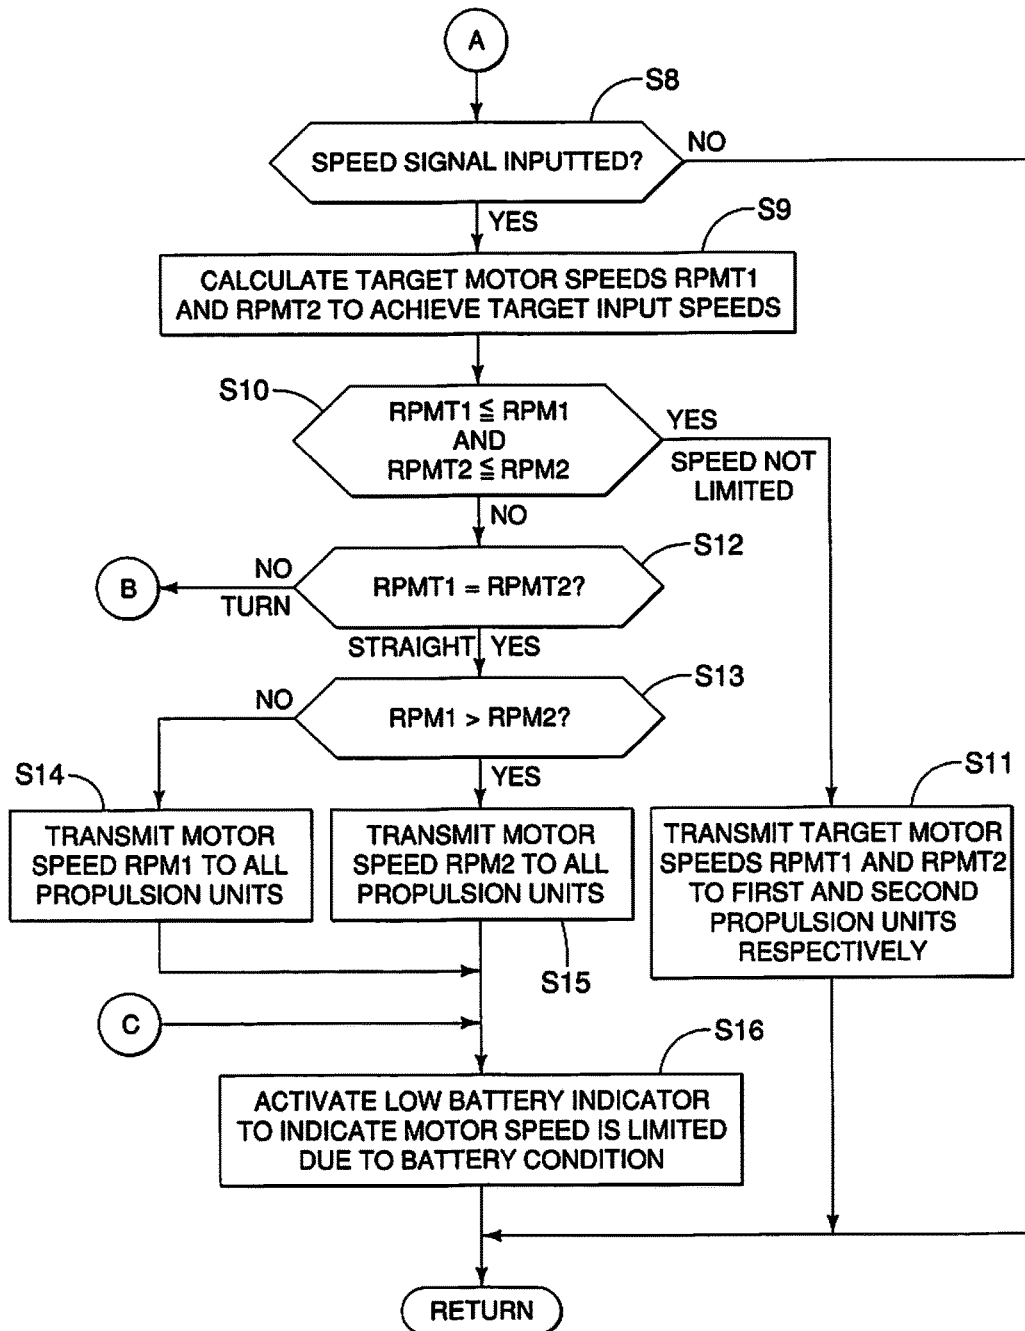 A
S8
SPEED SIGNAL INPUTTED?
NO
YES
S9
CALCULATE TARGET MOTOR SPEEDS RPMT1
AND RPMT2 TO ACHIEVE TARGET INPUT SPEEDS
S10
RPMT1 ≦ RPM1
AND
RPMT2 ≦ RPM2
YES
SPEED NOT
LIMITED
NO
S12
B
NO
TURN
RPMT1 = RPMT2?
STRAIGHT YES
S13
NO
RPM1 > RPM2?
YES
S14
S11
TRANSMIT MOTOR
SPEED RPM1 TO ALL
PROPULSION UNITS
TRANSMIT MOTOR
SPEED RPM2 TO ALL
PROPULSION UNITS
TRANSMIT TARGET MOTOR
SPEEDS RPMT1 AND RPMT2
TO FIRST AND SECOND
PROPULSION UNITS
RESPECTIVELY
S15
C
S16
ACTIVATE LOW BATTERY INDICATOR
TO INDICATE MOTOR SPEED IS LIMITED
DUE TO BATTERY CONDITION
RETURN